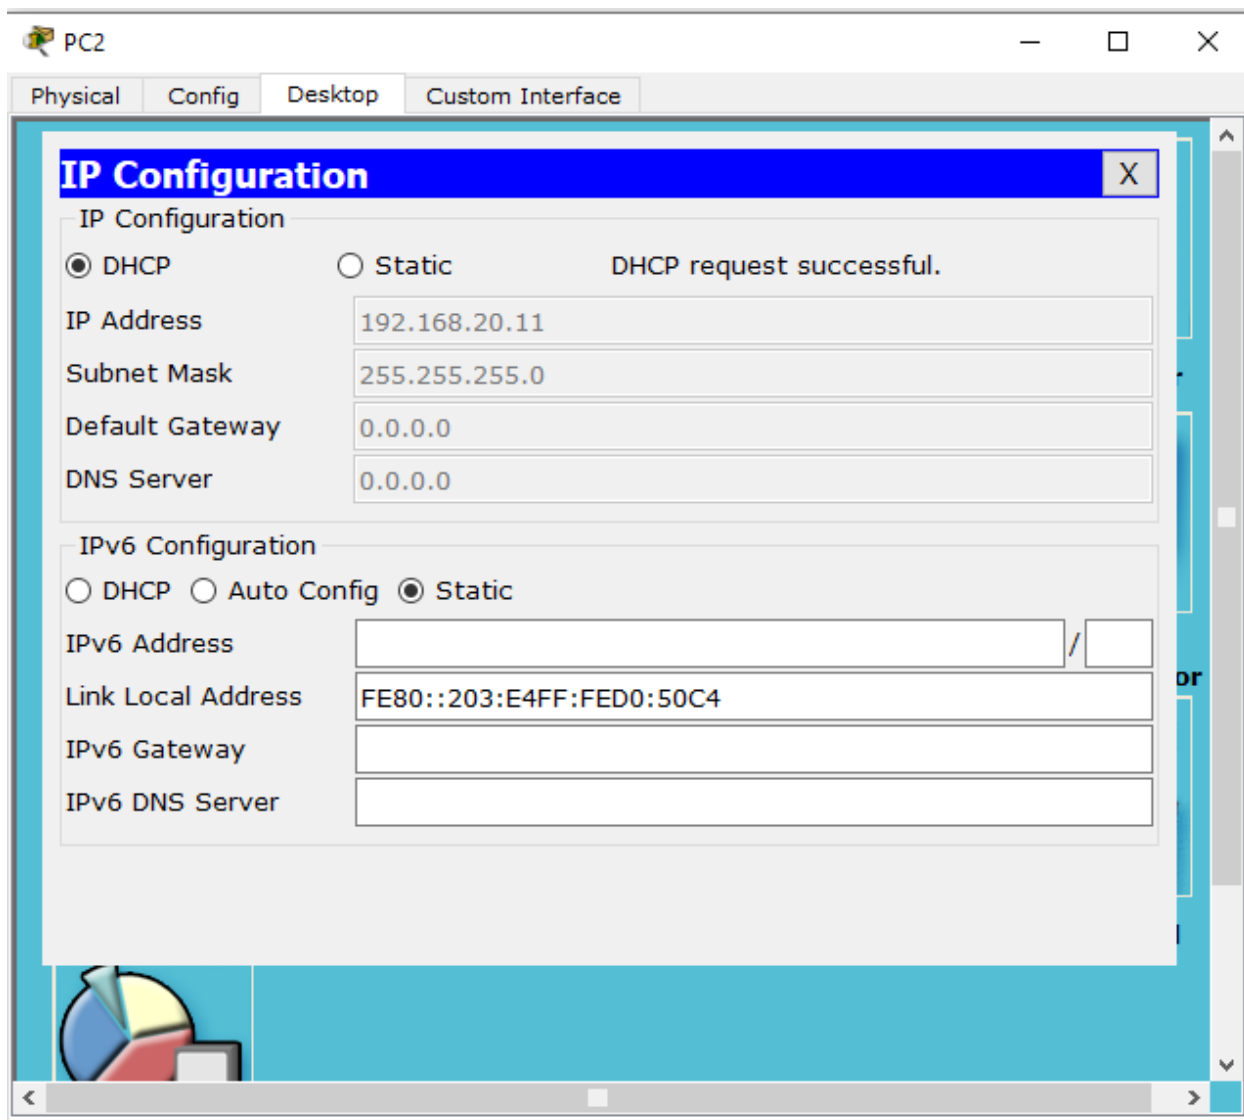 PC2
Physical Config Desktop Custom Interface
IP Configuration X
IP Configuration
DHCP Static DHCP request successful.
IP Address 192.168.20.11
Subnet Mask 255.255.255.0
Default Gateway 0.0.0.0
DNS Server 0.0.0.0
IPv6 Configuration
DHCP Auto Config Static
IPv6 Address /
Link Local Address FE80::203:E4FF:FED0:50C4
or
IPv6 Gateway
IPv6 DNS Server